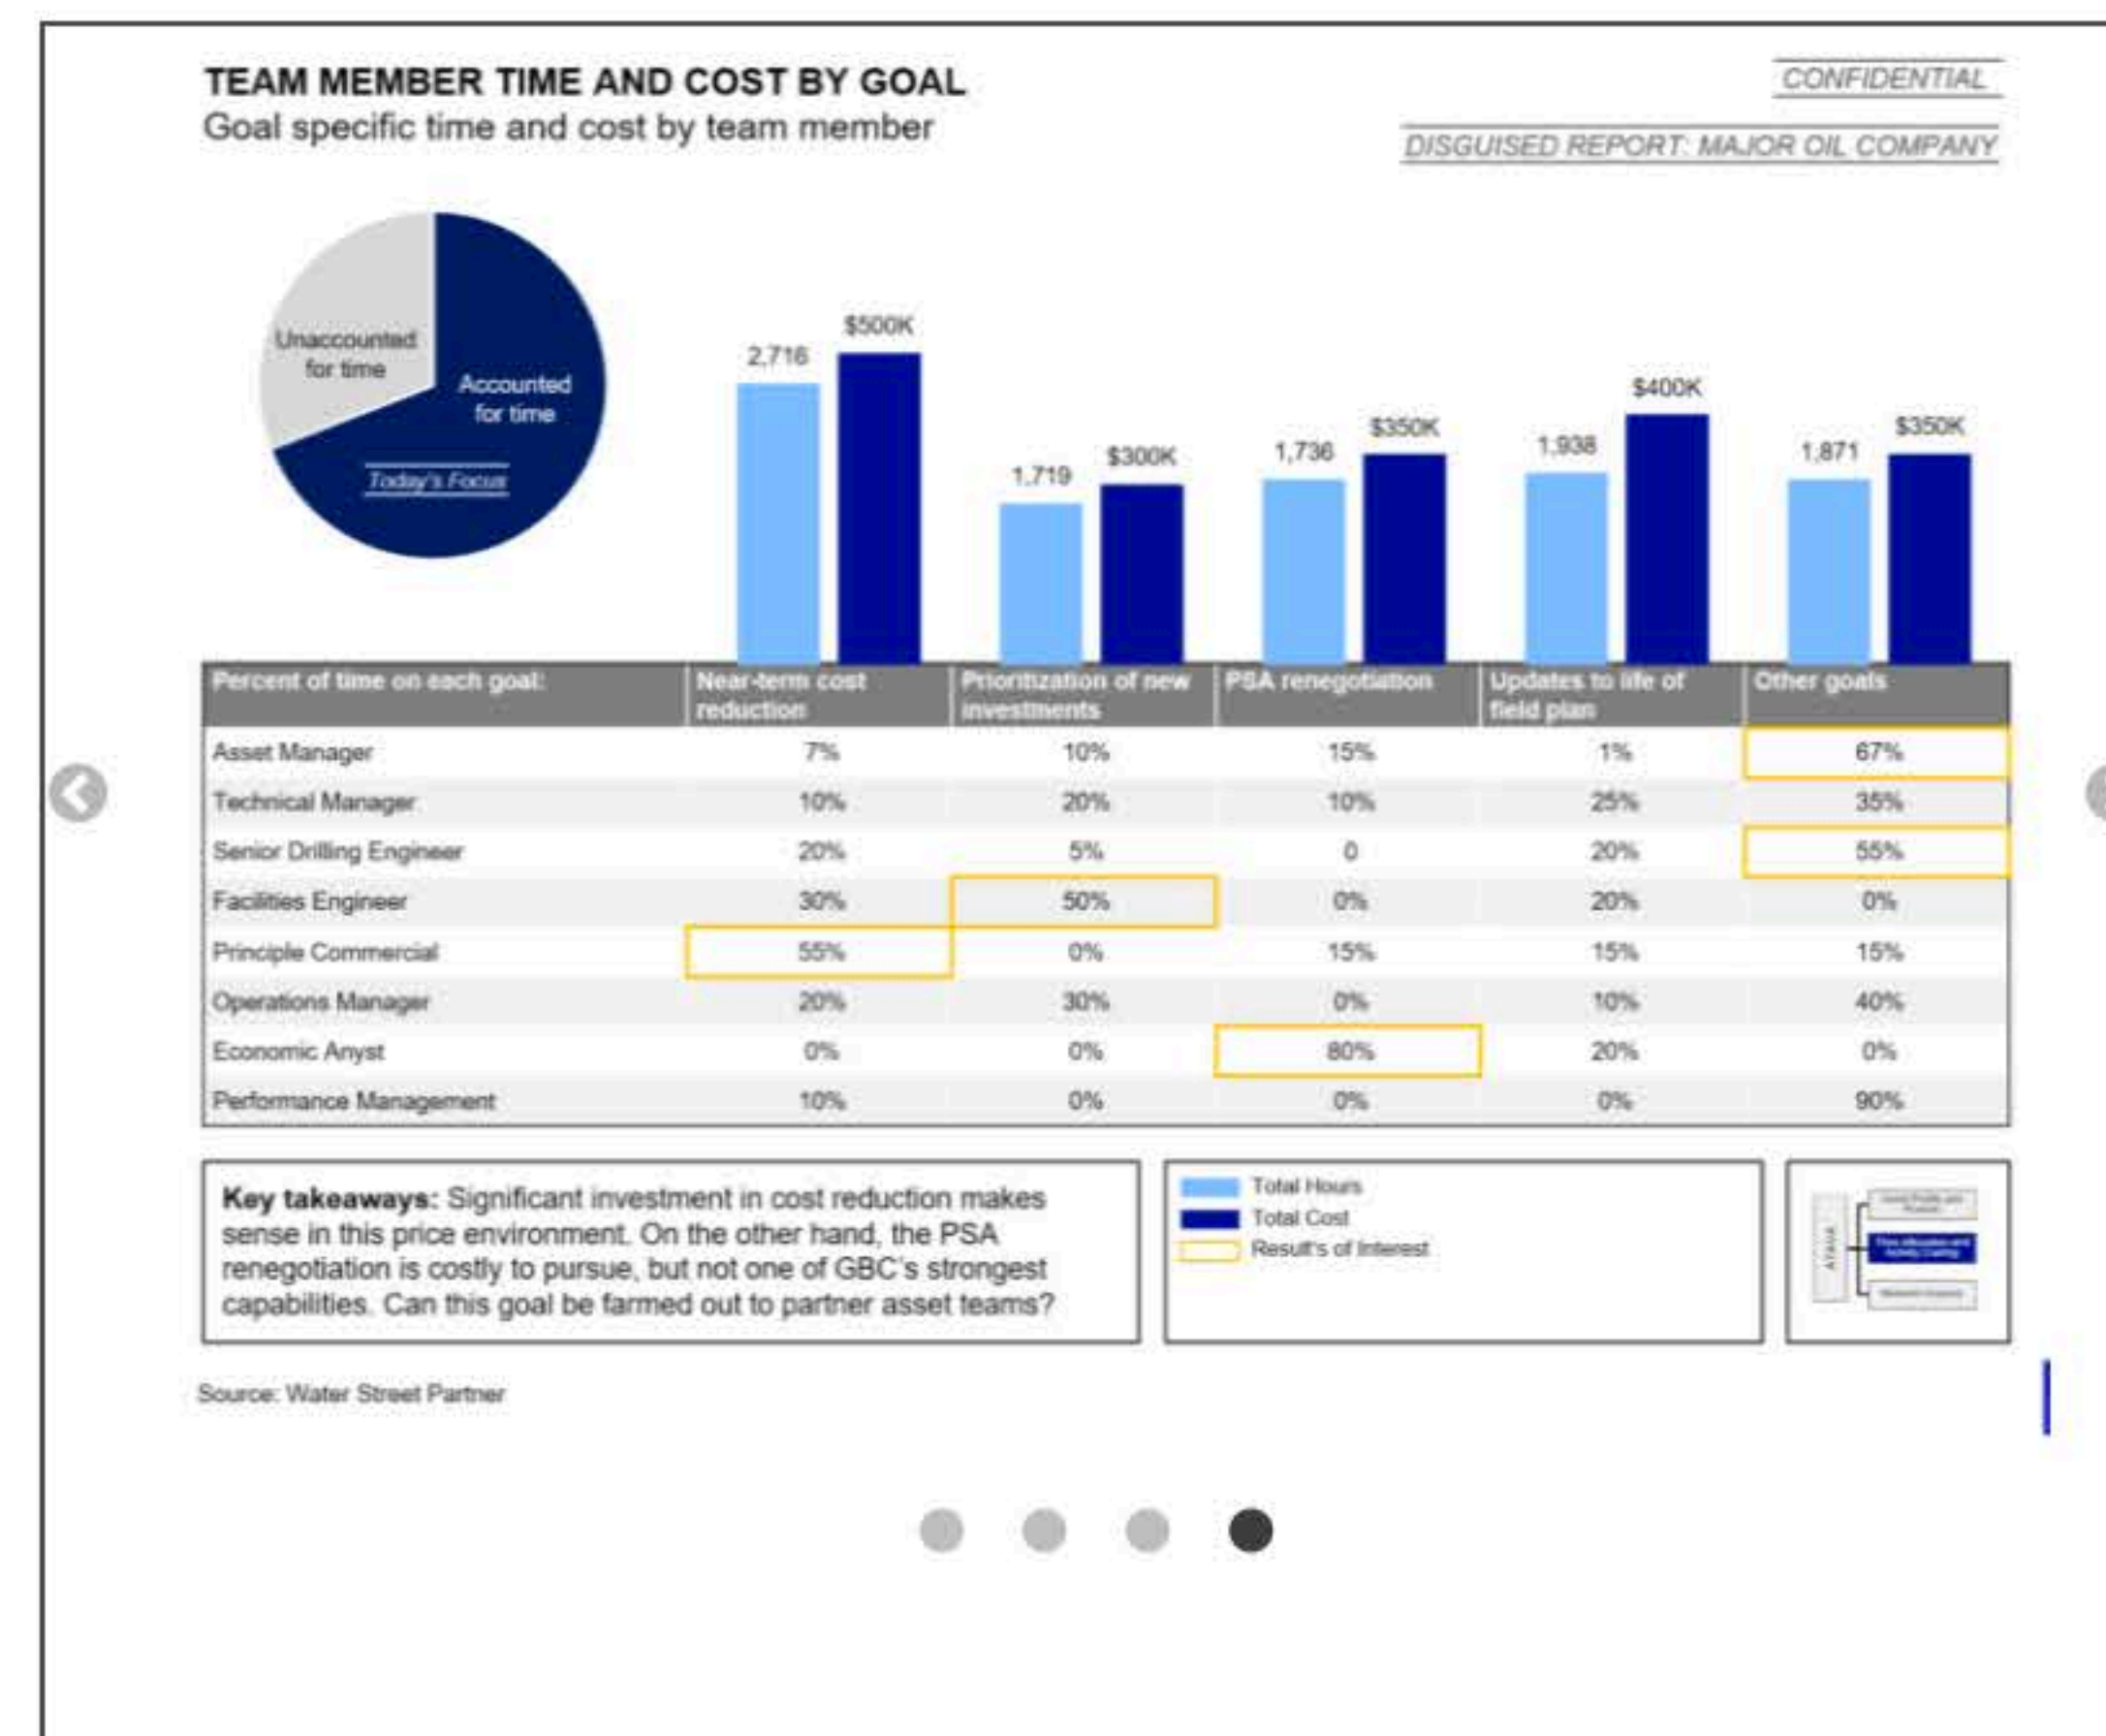 TEAM MEMBER TIME AND COST BY GOAL
Goal specific time and cost by team member
CONFIDENTIAL
DISGUISED REPORT: MAJOR OIL COMPANY
Unaccounted
for time
Accounted
for time
Today's Focus
2,716
$500K
1,719
$300K
1,736
$350K
1,938
$400K
1,871
$350K
Percent of time on each goal: Near-term cost reduction Prioritization of new investments PSA renegotiation Updates to life of field plan Other goals
Asset Manager 7% 10% 15% 1% 67%
Technical Manager 10% 20% 10% 25% 35%
Senior Drilling Engineer 20% 5% 0 20% 55%
Facilities Engineer 30% 50% 0% 20% 0%
Principle Commercial 55% 0% 15% 15% 15%
Operations Manager 20% 30% 0% 10% 40%
Economic Anyst 0% 0% 80% 20% 0%
Performance Management 10% 0% 0% 0% 90%
Key takeaways: Significant investment in cost reduction makes
sense in this price environment. On the other hand, the PSA
renegotiation is costly to pursue, but not one of GBC's strongest
capabilities. Can this goal be farmed out to partner asset teams?
Total Hours
Total Cost
Result's of Interest
Source: Water Street Partner